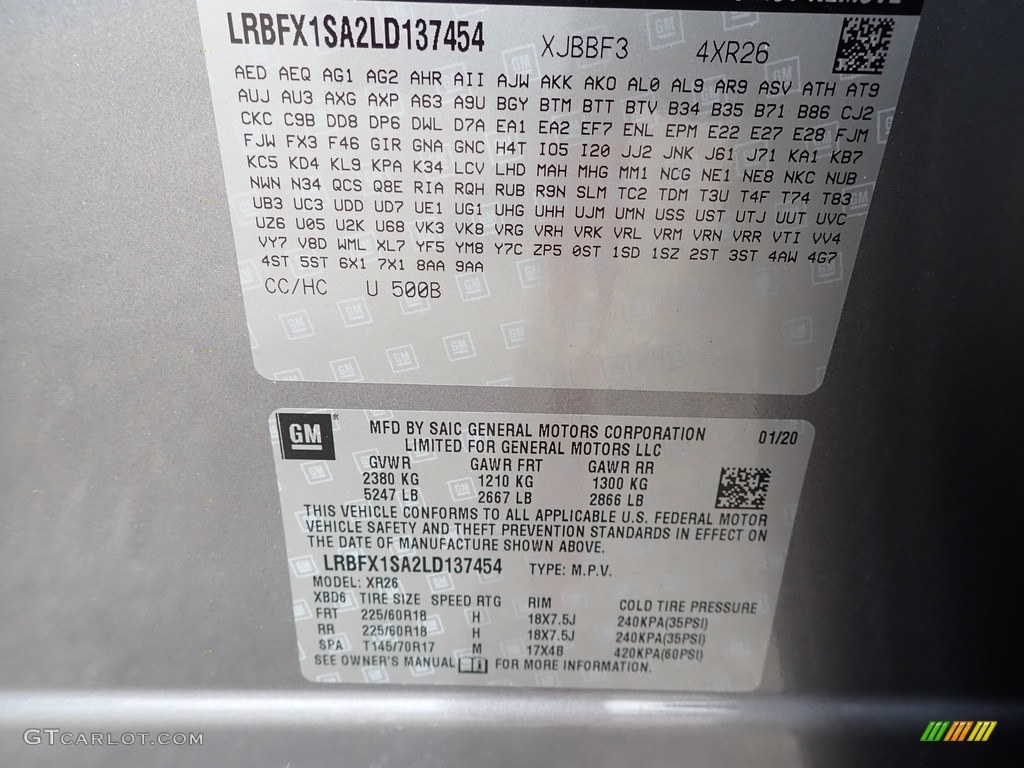 LRBFX1SA2LD137454 XJBBF3 4XR26
AED AEQ AG1 AG2 AHR AII AJW AKK AKO AL0 AL9 AR9 ASV ATH AT9
AUJ AU3 AXG AXP A63 A9U BGY BTM BTT BTV B34 B35 B71 B86 CJ2
CKC C9B DD8 DP6 DWL D7A EA1 EA2 EF7 ENL EPM E22 E27 E28 FJM
FJW FX3 F46 GIR GNA GNC H4T IO5 I20 JJ2 JNK J61 J71 KA1 KB7
KC5 KD4 KL9 KPA K34 LCV LHD MAH MHG MM1 NCG NE1 NE8 NKC NUB
NWN N34 QCS Q8E RIA RQH RUB R9N SLM TC2 TDM T3U T4F T74 T83
UB3 UC3 UDD UD7 UE1 UG1 UHG UHH UJM UMN USS UST UTJ UUT UVC
UZ6 U05 U2K U68 VK3 VK8 VRG VRH VRK VRL VRM VRN VRR VTI VV4
VY7 V8D WML XL7 YF5 YM8 Y7C ZP5 0ST 1SD 1SZ 2ST 3ST 4AW 4G7
4ST 5ST 6X1 7X1 8AA 9AA
CC/HC U 500B
GM® MFD BY SAIC GENERAL MOTORS CORPORATION 01/20
LIMITED FOR GENERAL MOTORS LLC
GVWR GAWR FRT GAWR RR
2380 KG 1210 KG 1300 KG
5247 LB 2667 LB 2866 LB
THIS VEHICLE CONFORMS TO ALL APPLICABLE U.S. FEDERAL MOTOR
VEHICLE SAFETY AND THEFT PREVENTION STANDARDS IN EFFECT ON
THE DATE OF MANUFACTURE SHOWN ABOVE.
LRBFX1SA2LD137454 TYPE: M.P.V.
MODEL: XR26
XBD6 TIRE SIZE SPEED RTG RIM COLD TIRE PRESSURE
FRT 225/60R18 H 18X7.5J 240KPA(35PSI)
RR 225/60R18 H 18X7.5J 240KPA(35PSI)
SPA T145/70R17 M 17X4B 420KPA(60PSI)
SEE OWNER'S MANUAL FOR MORE INFORMATION.
GTCARLOT.COM